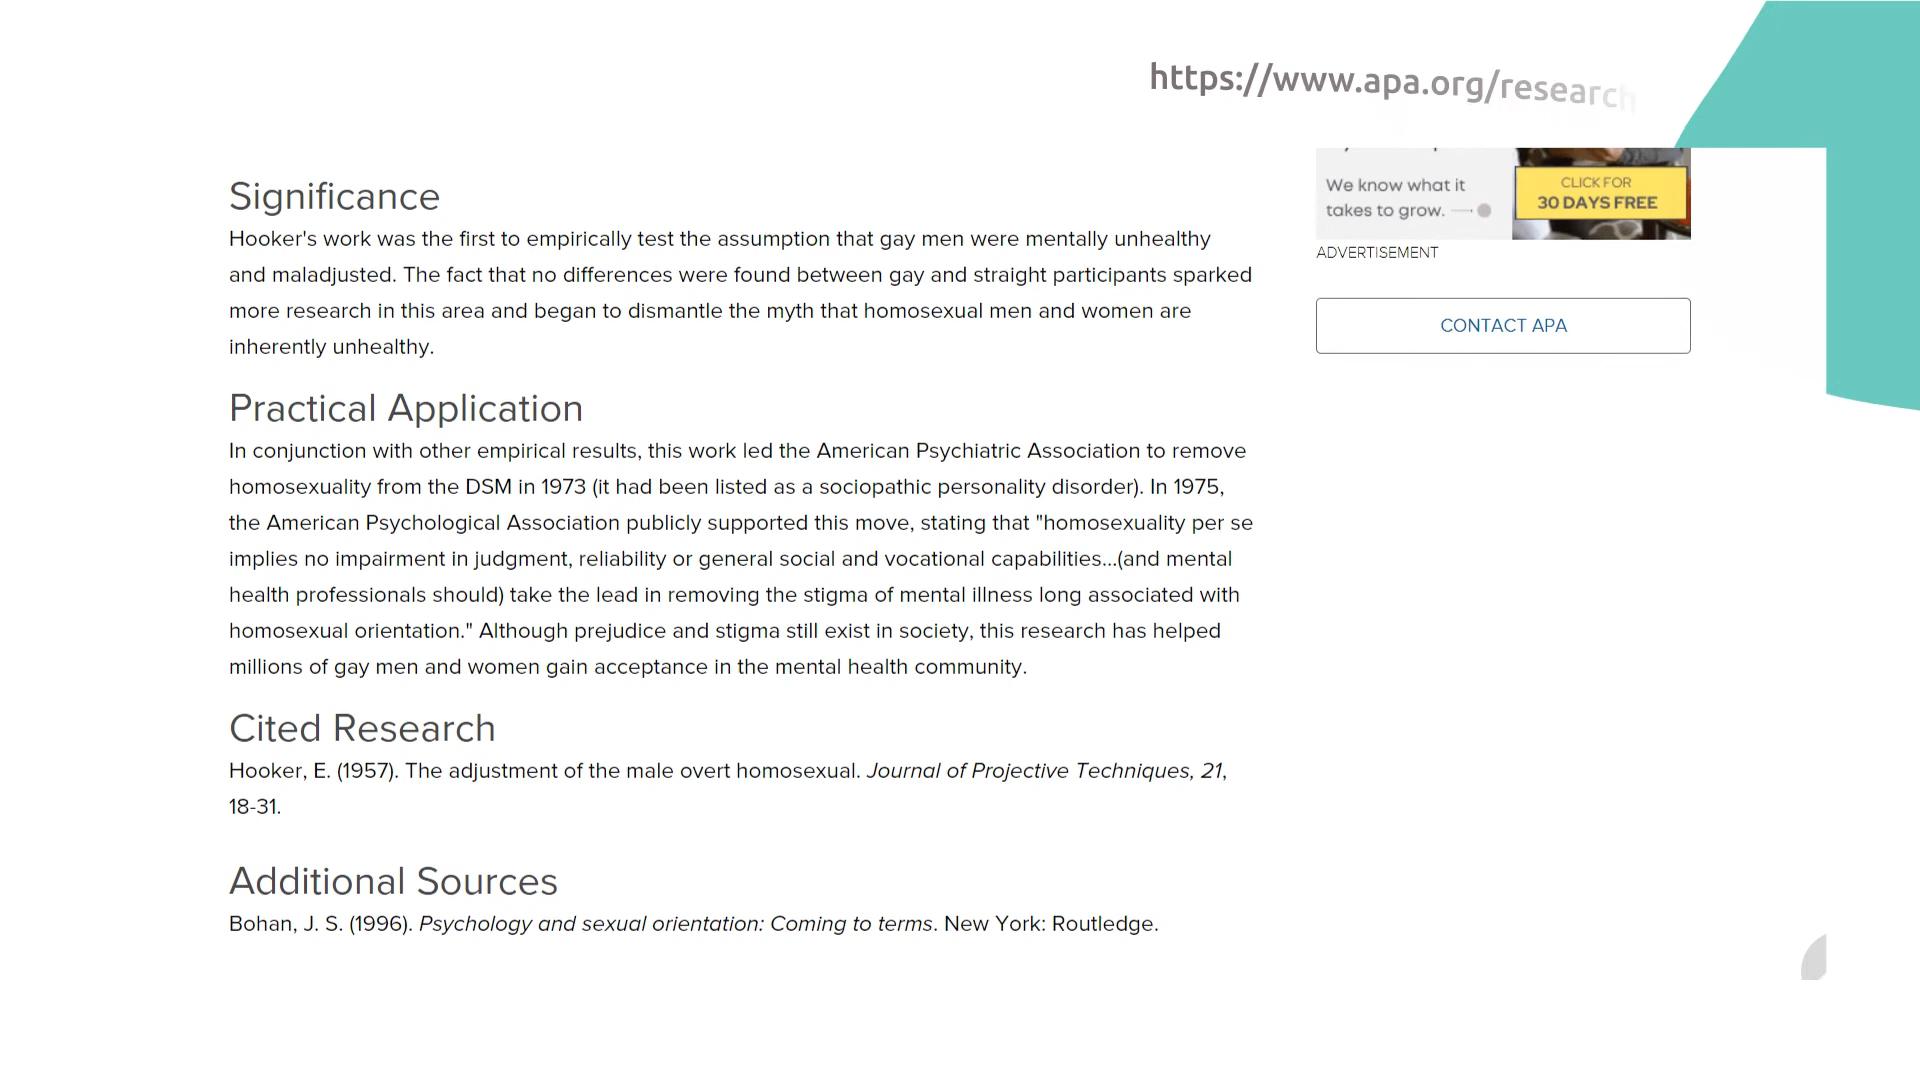 https://www.apa.org/research
We know what it
takes to grow.
CLICK FOR
30 DAYS FREE
ADVERTISEMENT
CONTACT APA
Significance
Hooker's work was the first to empirically test the assumption that gay men were mentally unhealthy
and maladjusted. The fact that no differences were found between gay and straight participants sparked
more research in this area and began to dismantle the myth that homosexual men and women are
inherently unhealthy.
Practical Application
In conjunction with other empirical results, this work led the American Psychiatric Association to remove
homosexuality from the DSM in 1973 (it had been listed as a sociopathic personality disorder). In 1975,
the American Psychological Association publicly supported this move, stating that "homosexuality per se
implies no impairment in judgment, reliability or general social and vocational capabilities...(and mental
health professionals should) take the lead in removing the stigma of mental illness long associated with
homosexual orientation." Although prejudice and stigma still exist in society, this research has helped
millions of gay men and women gain acceptance in the mental health community.
Cited Research
Hooker, E. (1957). The adjustment of the male overt homosexual. Journal of Projective Techniques, 21,
18-31.
Additional Sources
Bohan, J. S. (1996). Psychology and sexual orientation: Coming to terms. New York: Routledge.